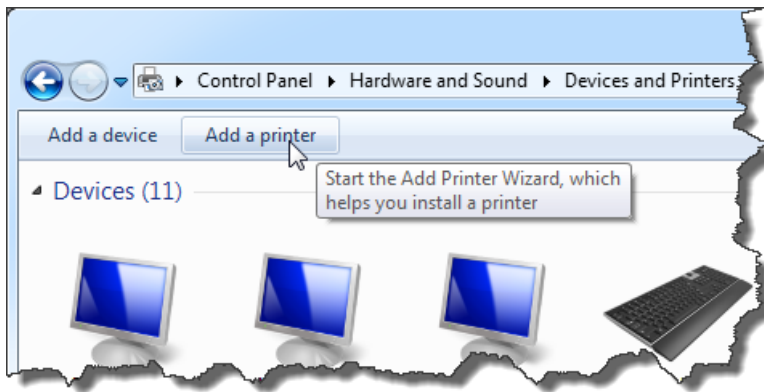 Control Panel ▸ Hardware and Sound ▸ Devices and Printers
Add a device Add a printer
Start the Add Printer Wizard, which
helps you install a printer
Devices (11)